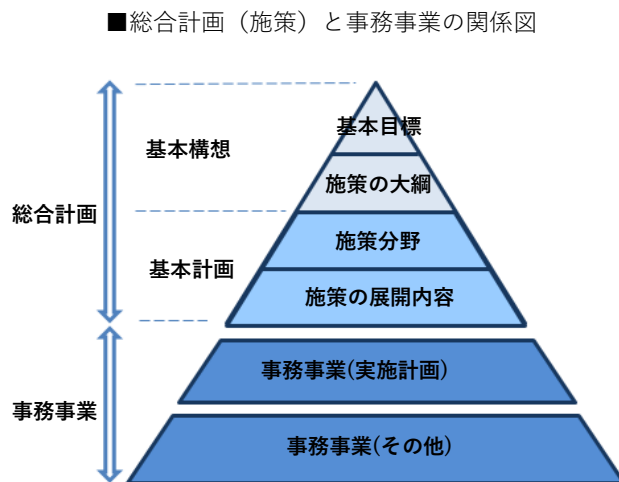 ■総合計画（施策）と事務事業の関係図
基本目標
基本構想
施策の大綱
総合計画
施策分野
基本計画
施策の展開内容
事務事業(実施計画)
事務事業
事務事業(その他)